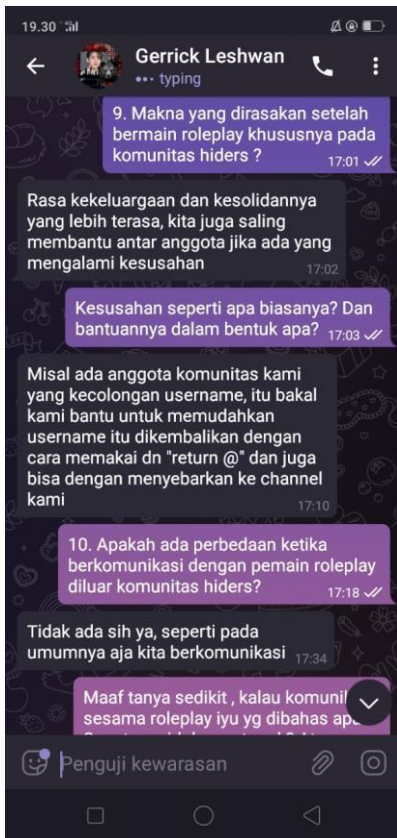 19.30
Gerrick Leshwan
typing
9. Makna yang dirasakan setelah
bermain roleplay khususnya pada
komunitas hiders ?
17:01
Rasa kekeluargaan dan kesolidannya
yang lebih terasa, kita juga saling
membantu antar anggota jika ada yang
mengalami kesusahan
17:02
Kesusahan seperti apa biasanya? Dan
bantuannya dalam bentuk apa?
17:03
Misal ada anggota komunitas kami
yang kecolongan username, itu bakal
kami bantu untuk memudahkan
username itu dikembalikan dengan
cara memakai dn "return @" dan juga
bisa dengan menyebarkan ke channel
kami
17:10
10. Apakah ada perbedaan ketika
berkomunikasi dengan pemain roleplay
diluar komunitas hiders?
17:18
Tidak ada sih ya, seperti pada
umumnya aja kita berkomunikasi
17:34
Maaf tanya sedikit , kalau komunil
sesama roleplay iyu yg dibahas ap
Penguji kewarasan